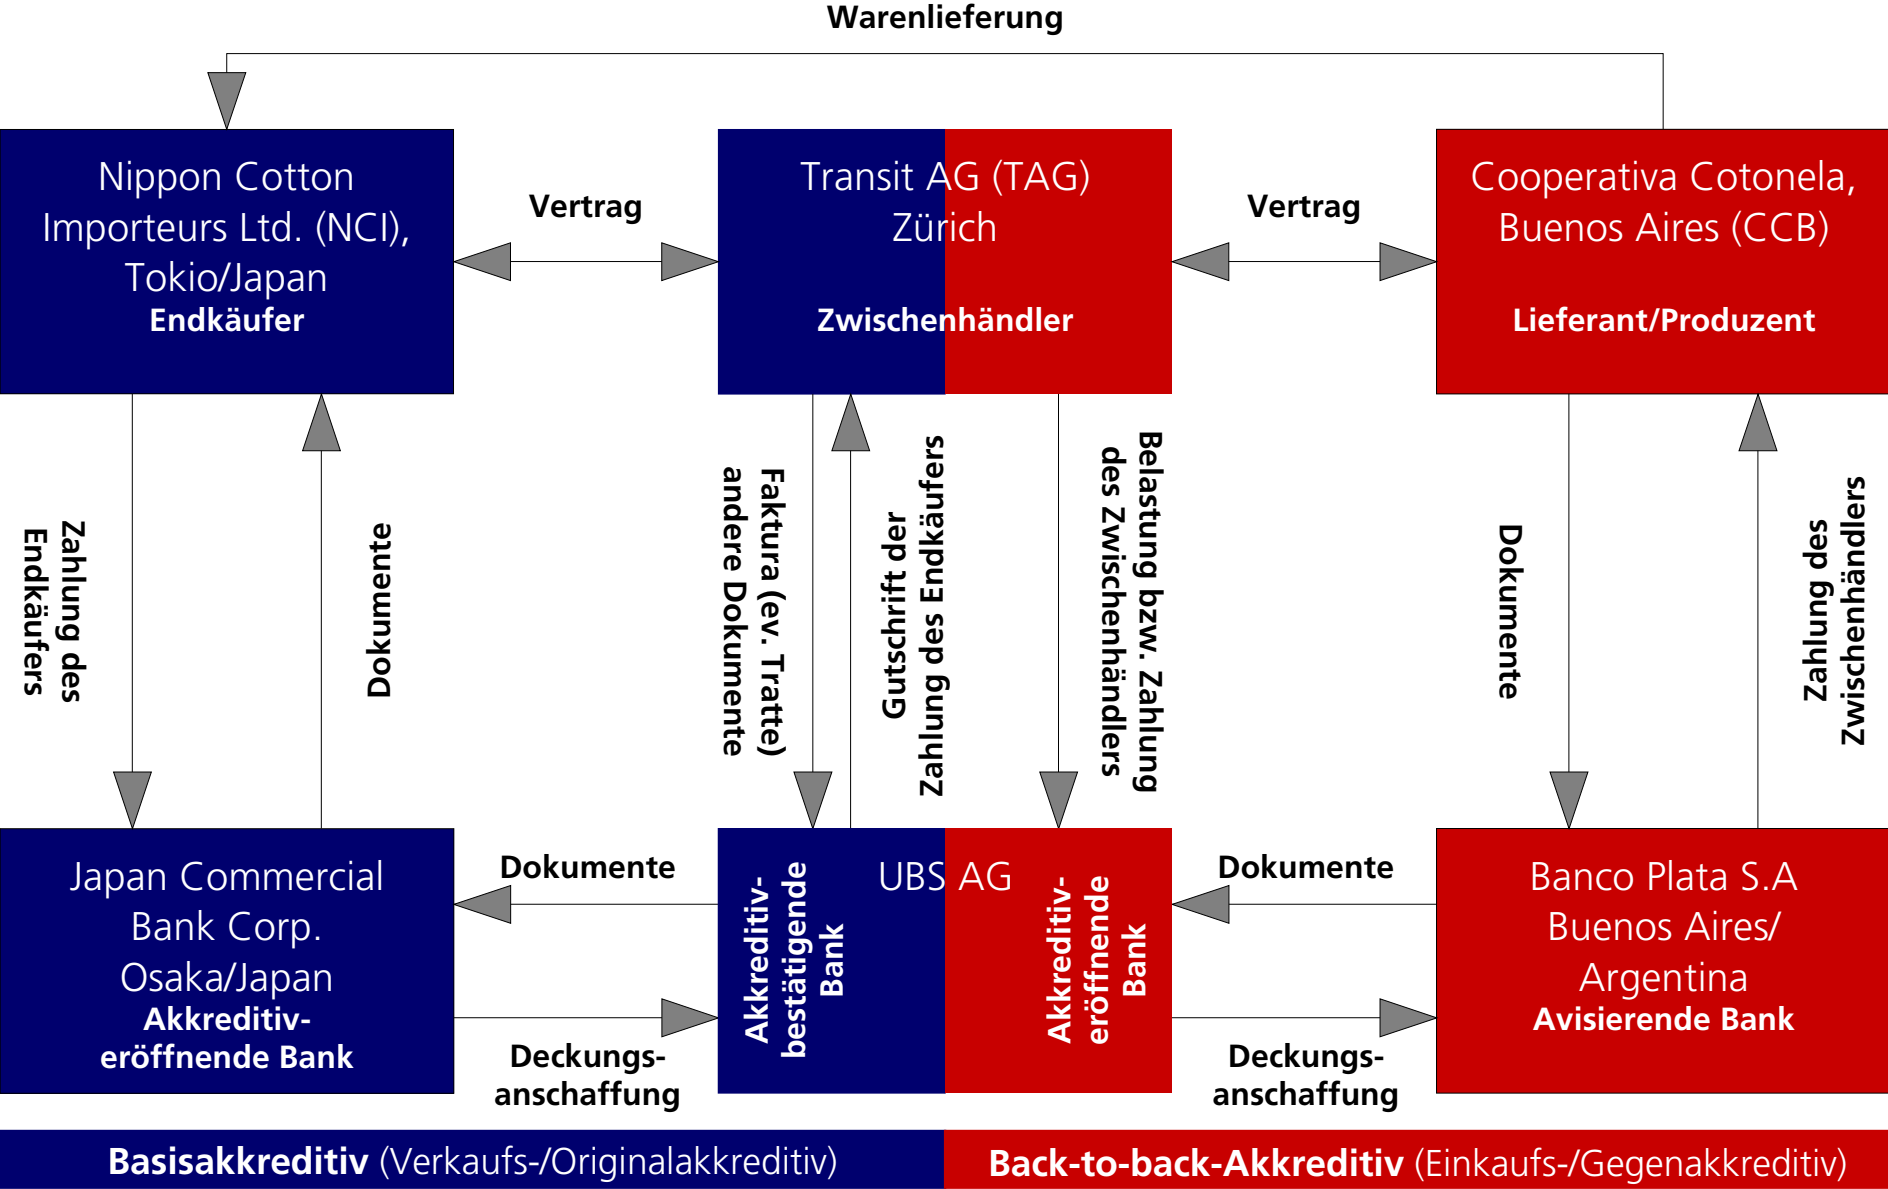 Warenlieferung
Nippon Cotton
Importeurs Ltd. (NCI),
Tokio/Japan
Endkäufer
Vertrag
Transit AG (TAG)
Zürich
Zwischenhändler
Vertrag
Cooperativa Cotonela,
Buenos Aires (CCB)
Lieferant/Produzent
Zahlung des
Endkäufers
Dokumente
Faktura (ev. Tratte)
andere Dokumente
Gutschrift der
Zahlung des Endkäufers
Belastung bzw. Zahlung
des Zwischenhändlers
Dokumente
Zahlung des
Zwischenhändlers
Japan Commercial
Bank Corp.
Osaka/Japan
Akkreditiv-
eröffnende Bank
Dokumente
Deckungs-
anschaffung
Akkreditiv-
bestätigende
Bank
UBS AG
Akkreditiv-
eröffnende
Bank
Dokumente
Deckungs-
anschaffung
Banco Plata S.A
Buenos Aires/
Argentina
Avisierende Bank
Basisakkreditiv (Verkaufs-/Originalakkreditiv)
Back-to-back-Akkreditiv (Einkaufs-/Gegenakkreditiv)